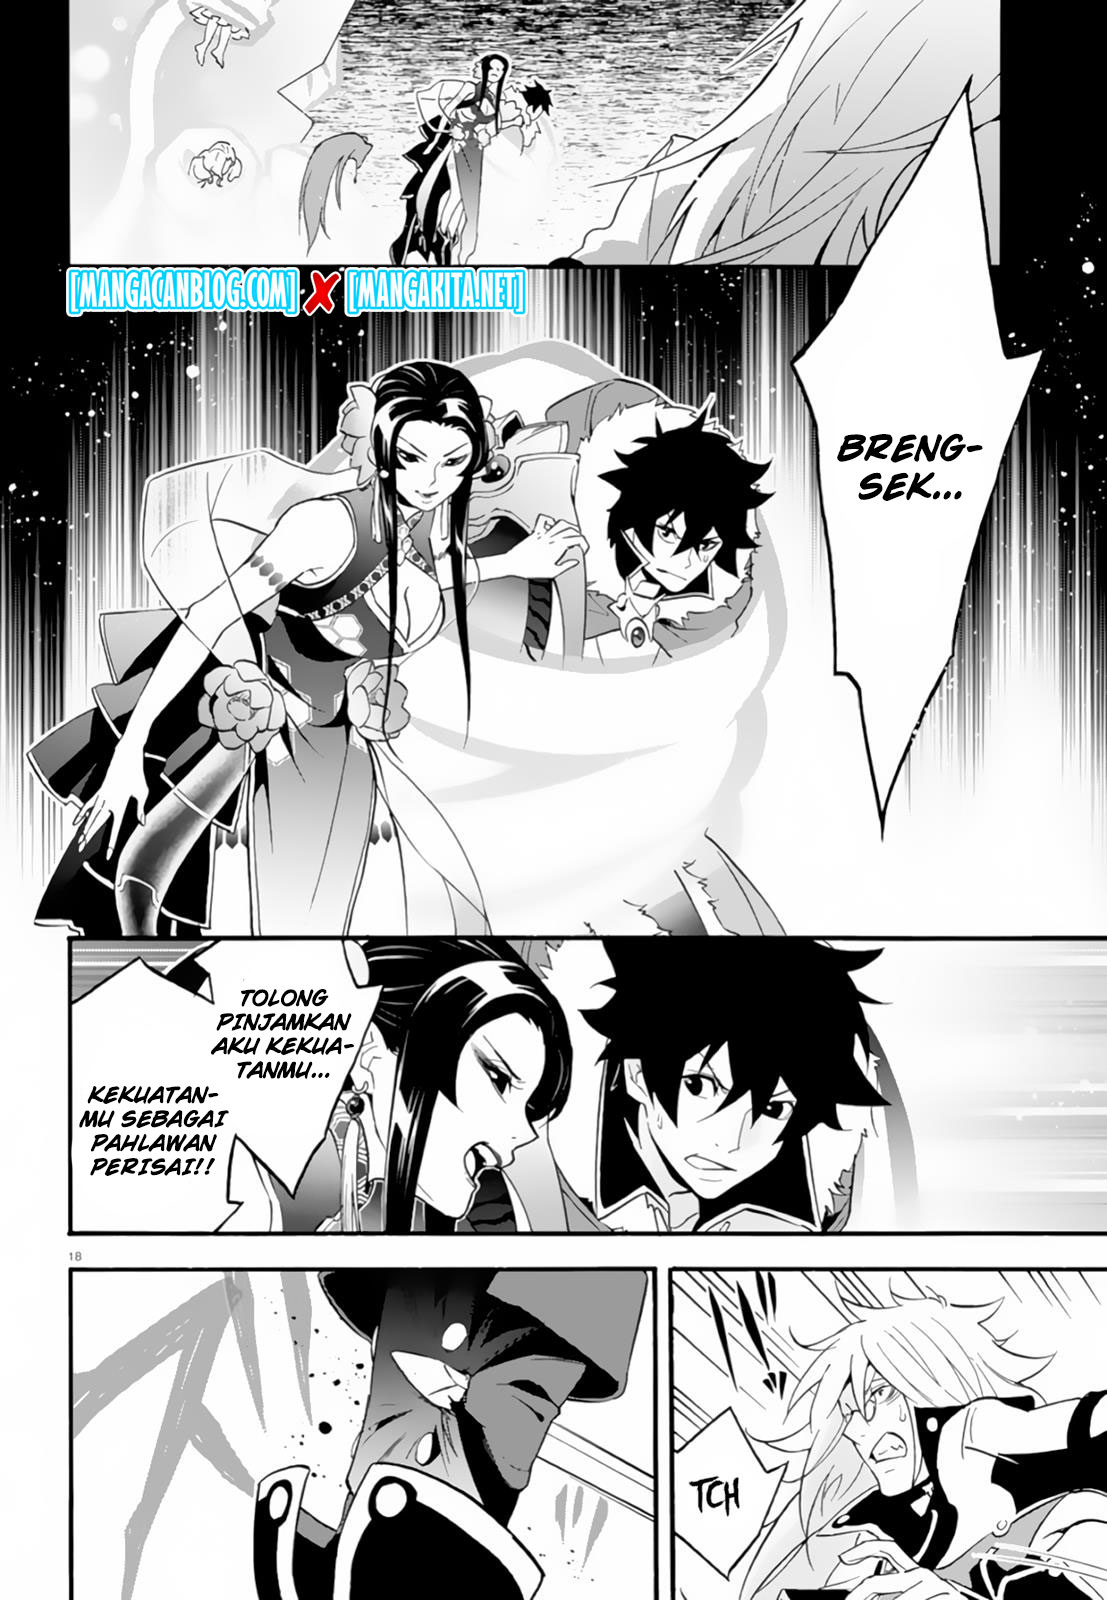 [MANGACANBLOG.COM] X [MANGAKITA.NET]
BRENG-
SEK...
TOLONG
PINJAMKAN
AKU KEKUA-
TANMU...
KEKUATAN-
MU SEBAGAI
PAHLAWAN
PERISAI!!
18
TCH